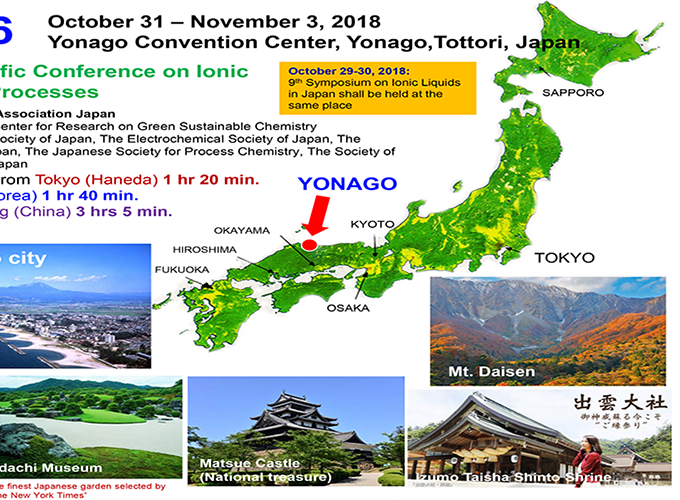 6
October 31 – November 3, 2018
Yonago Convention Center, Yonago,Tottori, Japan
fic Conference on Ionic
rocesses
October 29-30, 2018:
9th Symposium on Ionic Liquids
in Japan shall be held at the
same place
Association Japan
enter for Research on Green Sustainable Chemistry
ociety of Japan, The Electrochemical Society of Japan, The
pan, The Japanese Society for Process Chemistry, The Society of
apan
rom Tokyo (Haneda) 1 hr 20 min.
orea) 1 hr 40 min.
g (China) 3 hrs 5 min.
SAPPORO
YONAGO
OKAYAMA
KYOTO
HIROSHIMA
TOKYO
FUKUOKA
OSAKA
o city
Mt. Daisen
dachi Museum
e finest Japanese garden selected by
he New York Times"
Matsue Castle
(National treasure)
出雲大社
御神威蘇る今こそ
"ご縁参り"
Izumo Taisha Shinto Shrine